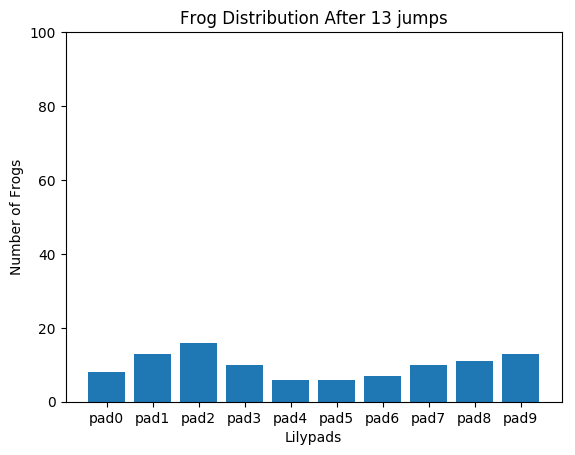 Frog Distribution After 13 jumps
100
80
60
40
20
0
Number of Frogs
pad0 pad1 pad2 pad3 pad4 pad5 pad6 pad7 pad8 pad9
Lilypads